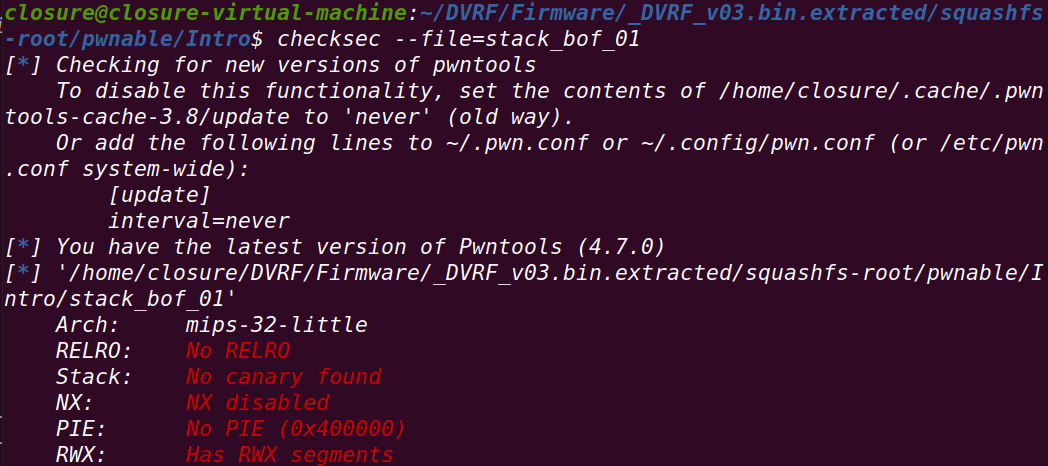 closure@closure-virtual-machine:~/DVRF/Firmware/_DVRF_v03.bin.extracted/squashfs
-root/pwnable/Intro$ checksec --file=stack_bof_01
[*] Checking for new versions of pwntools
    To disable this functionality, set the contents of /home/closure/.cache/.pwn
tools-cache-3.8/update to 'never' (old way).
    Or add the following lines to ~/.pwn.conf or ~/.config/pwn.conf (or /etc/pwn
.conf system-wide):
        [update]
        interval=never
[*] You have the latest version of Pwntools (4.7.0)
[*] '/home/closure/DVRF/Firmware/_DVRF_v03.bin.extracted/squashfs-root/pwnable/I
ntro/stack_bof_01'
    Arch:     mips-32-little
    RELRO:    No RELRO
    Stack:    No canary found
    NX:       NX disabled
    PIE:      No PIE (0x400000)
    RWX:      Has RWX segments